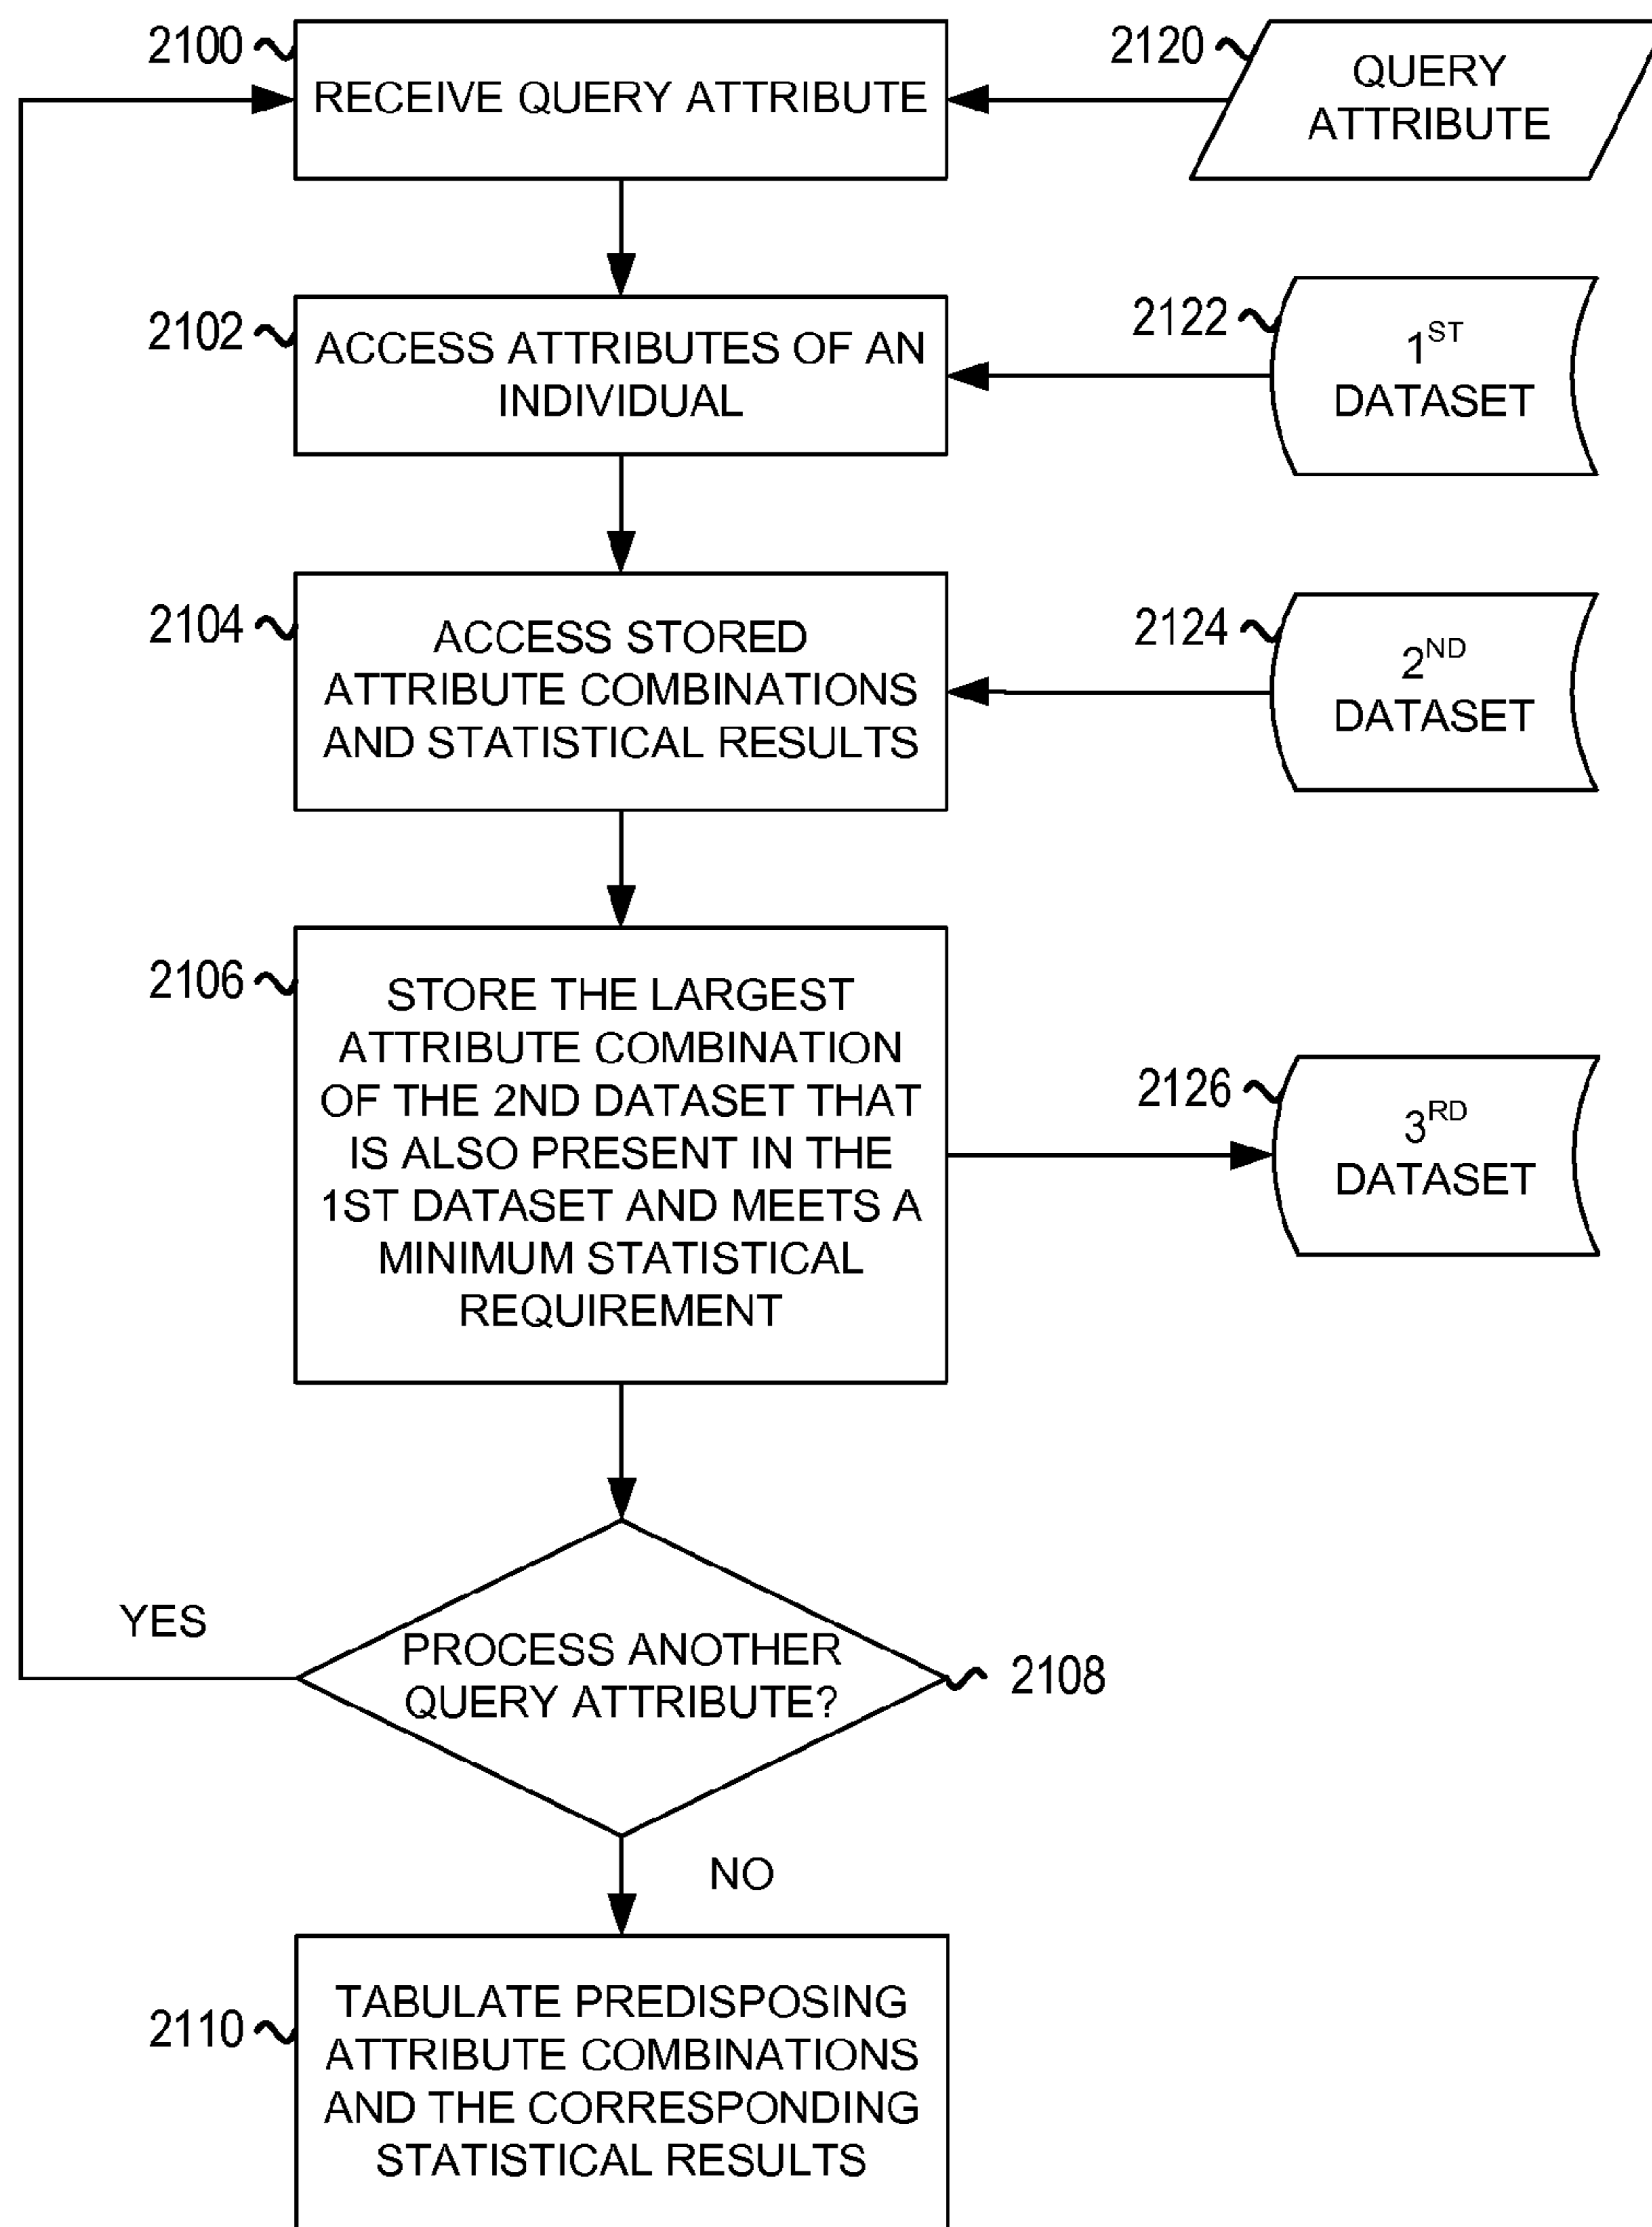 2100
RECEIVE QUERY ATTRIBUTE
2120
QUERY
ATTRIBUTE
2102
ACCESS ATTRIBUTES OF AN
INDIVIDUAL
2122
1ST
DATASET
2104
ACCESS STORED
ATTRIBUTE COMBINATIONS
AND STATISTICAL RESULTS
2124
2ND
DATASET
2106
STORE THE LARGEST
ATTRIBUTE COMBINATION
OF THE 2ND DATASET THAT
IS ALSO PRESENT IN THE
1ST DATASET AND MEETS A
MINIMUM STATISTICAL
REQUIREMENT
2126
3RD
DATASET
YES
PROCESS ANOTHER
QUERY ATTRIBUTE?
2108
NO
2110
TABULATE PREDISPOSING
ATTRIBUTE COMBINATIONS
AND THE CORRESPONDING
STATISTICAL RESULTS